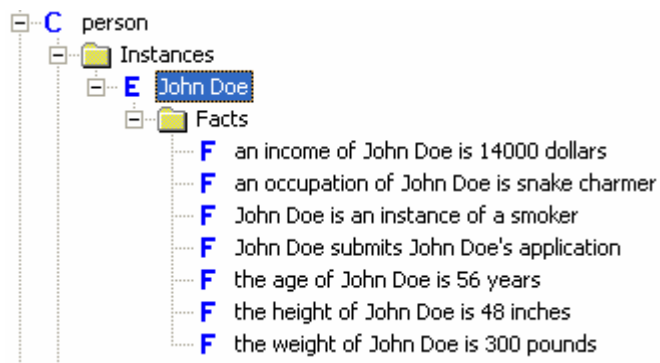 C person
Instances
E John Doe
Facts
F an income of John Doe is 14000 dollars
F an occupation of John Doe is snake charmer
F John Doe is an instance of a smoker
F John Doe submits John Doe's application
F the age of John Doe is 56 years
F the height of John Doe is 48 inches
F the weight of John Doe is 300 pounds